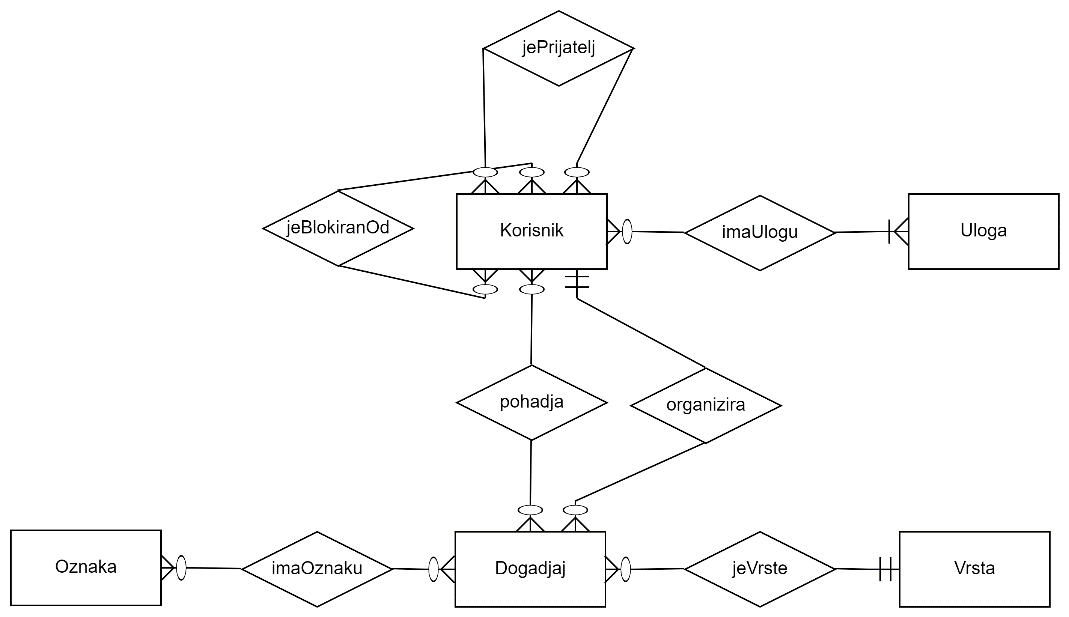 jePrijatelj
jeBlokiranOd
Korisnik
imaUlogu
Uloga
pohadja
organizira
Oznaka
imaOznaku
Dogadjaj
jeVrste
Vrsta